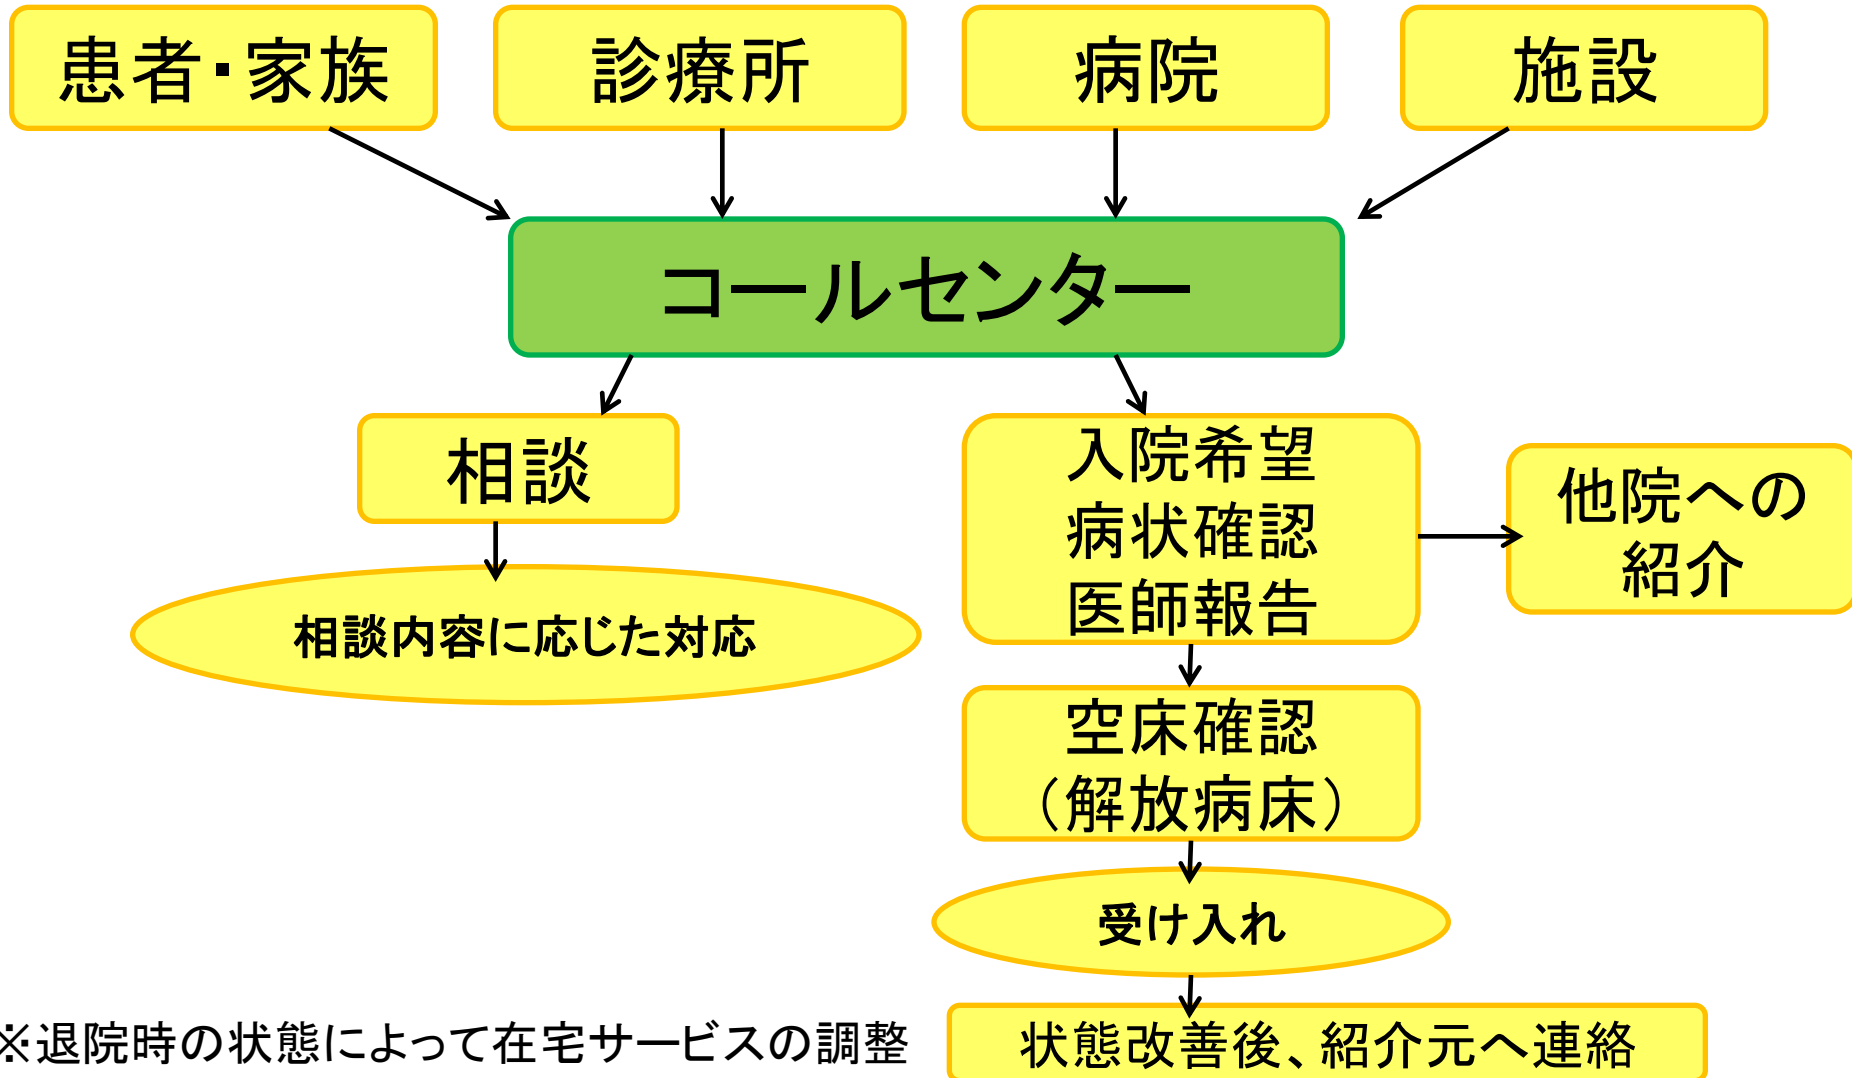 患者・家族
診療所
病院
施設
コールセンター
相談
相談内容に応じた対応
入院希望
病状確認
医師報告
他院への
紹介
空床確認
（解放病床）
受け入れ
状態改善後、紹介元へ連絡
※退院時の状態によって在宅サービスの調整